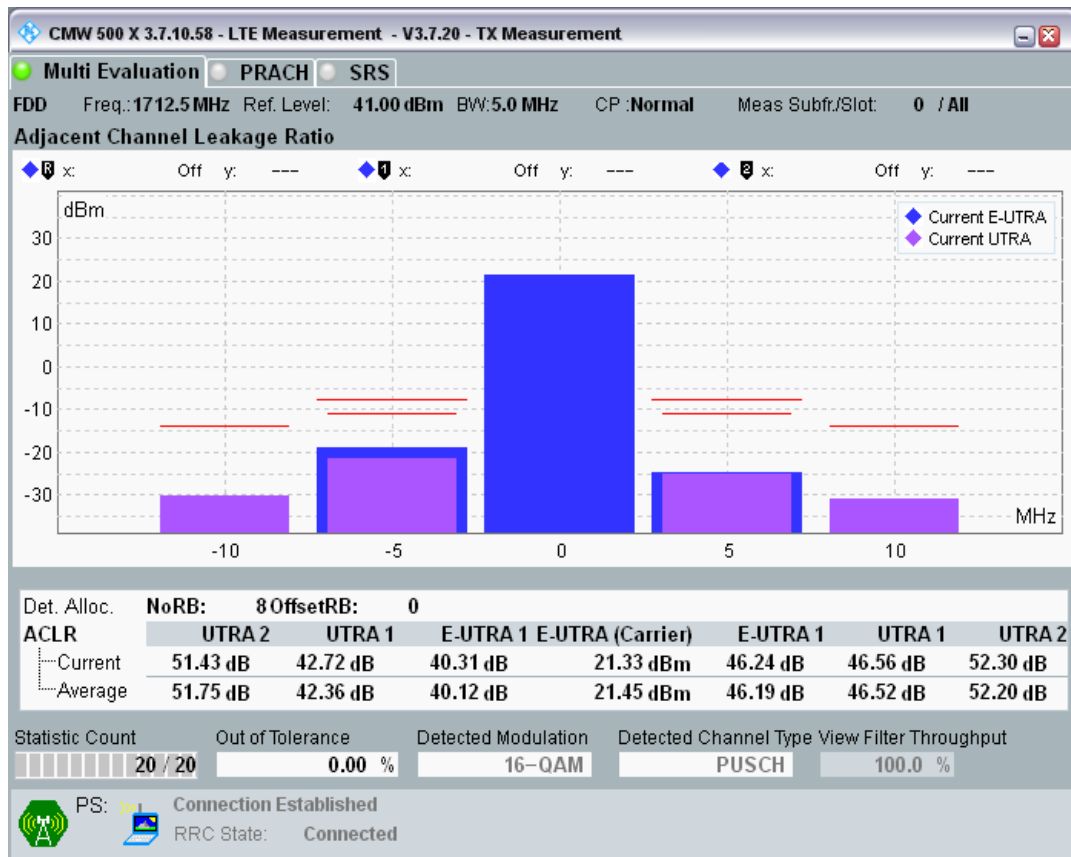 CMW 500 X 3.7.10.58 - LTE Measurement - V3.7.20 - TX Measurement
Multi Evaluation PRACH SRS
FDD Freq.:1712.5 MHz Ref. Level: 41.00 dBm BW:5.0 MHz CP :Normal Meas Subfr./Slot: 0 / All
Adjacent Channel Leakage Ratio
R x: Off y: --- 1 x: Off y: --- 2 x: Off y: ---
dBm
Current E-UTRA
Current UTRA
30
20
10
0
-10
-20
-30
MHz
-10 -5 0 5 10
Det. Alloc. NoRB: 8 OffsetRB: 0
ACLR UTRA 2 UTRA 1 E-UTRA 1 E-UTRA (Carrier) E-UTRA 1 UTRA 1 UTRA 2
Current 51.43 dB 42.72 dB 40.31 dB 21.33 dBm 46.24 dB 46.56 dB 52.30 dB
Average 51.75 dB 42.36 dB 40.12 dB 21.45 dBm 46.19 dB 46.52 dB 52.20 dB
Statistic Count Out of Tolerance Detected Modulation Detected Channel Type View Filter Throughput
20 / 20 0.00 % 16-QAM PUSCH 100.0 %
PS: Connection Established
RRC State: Connected